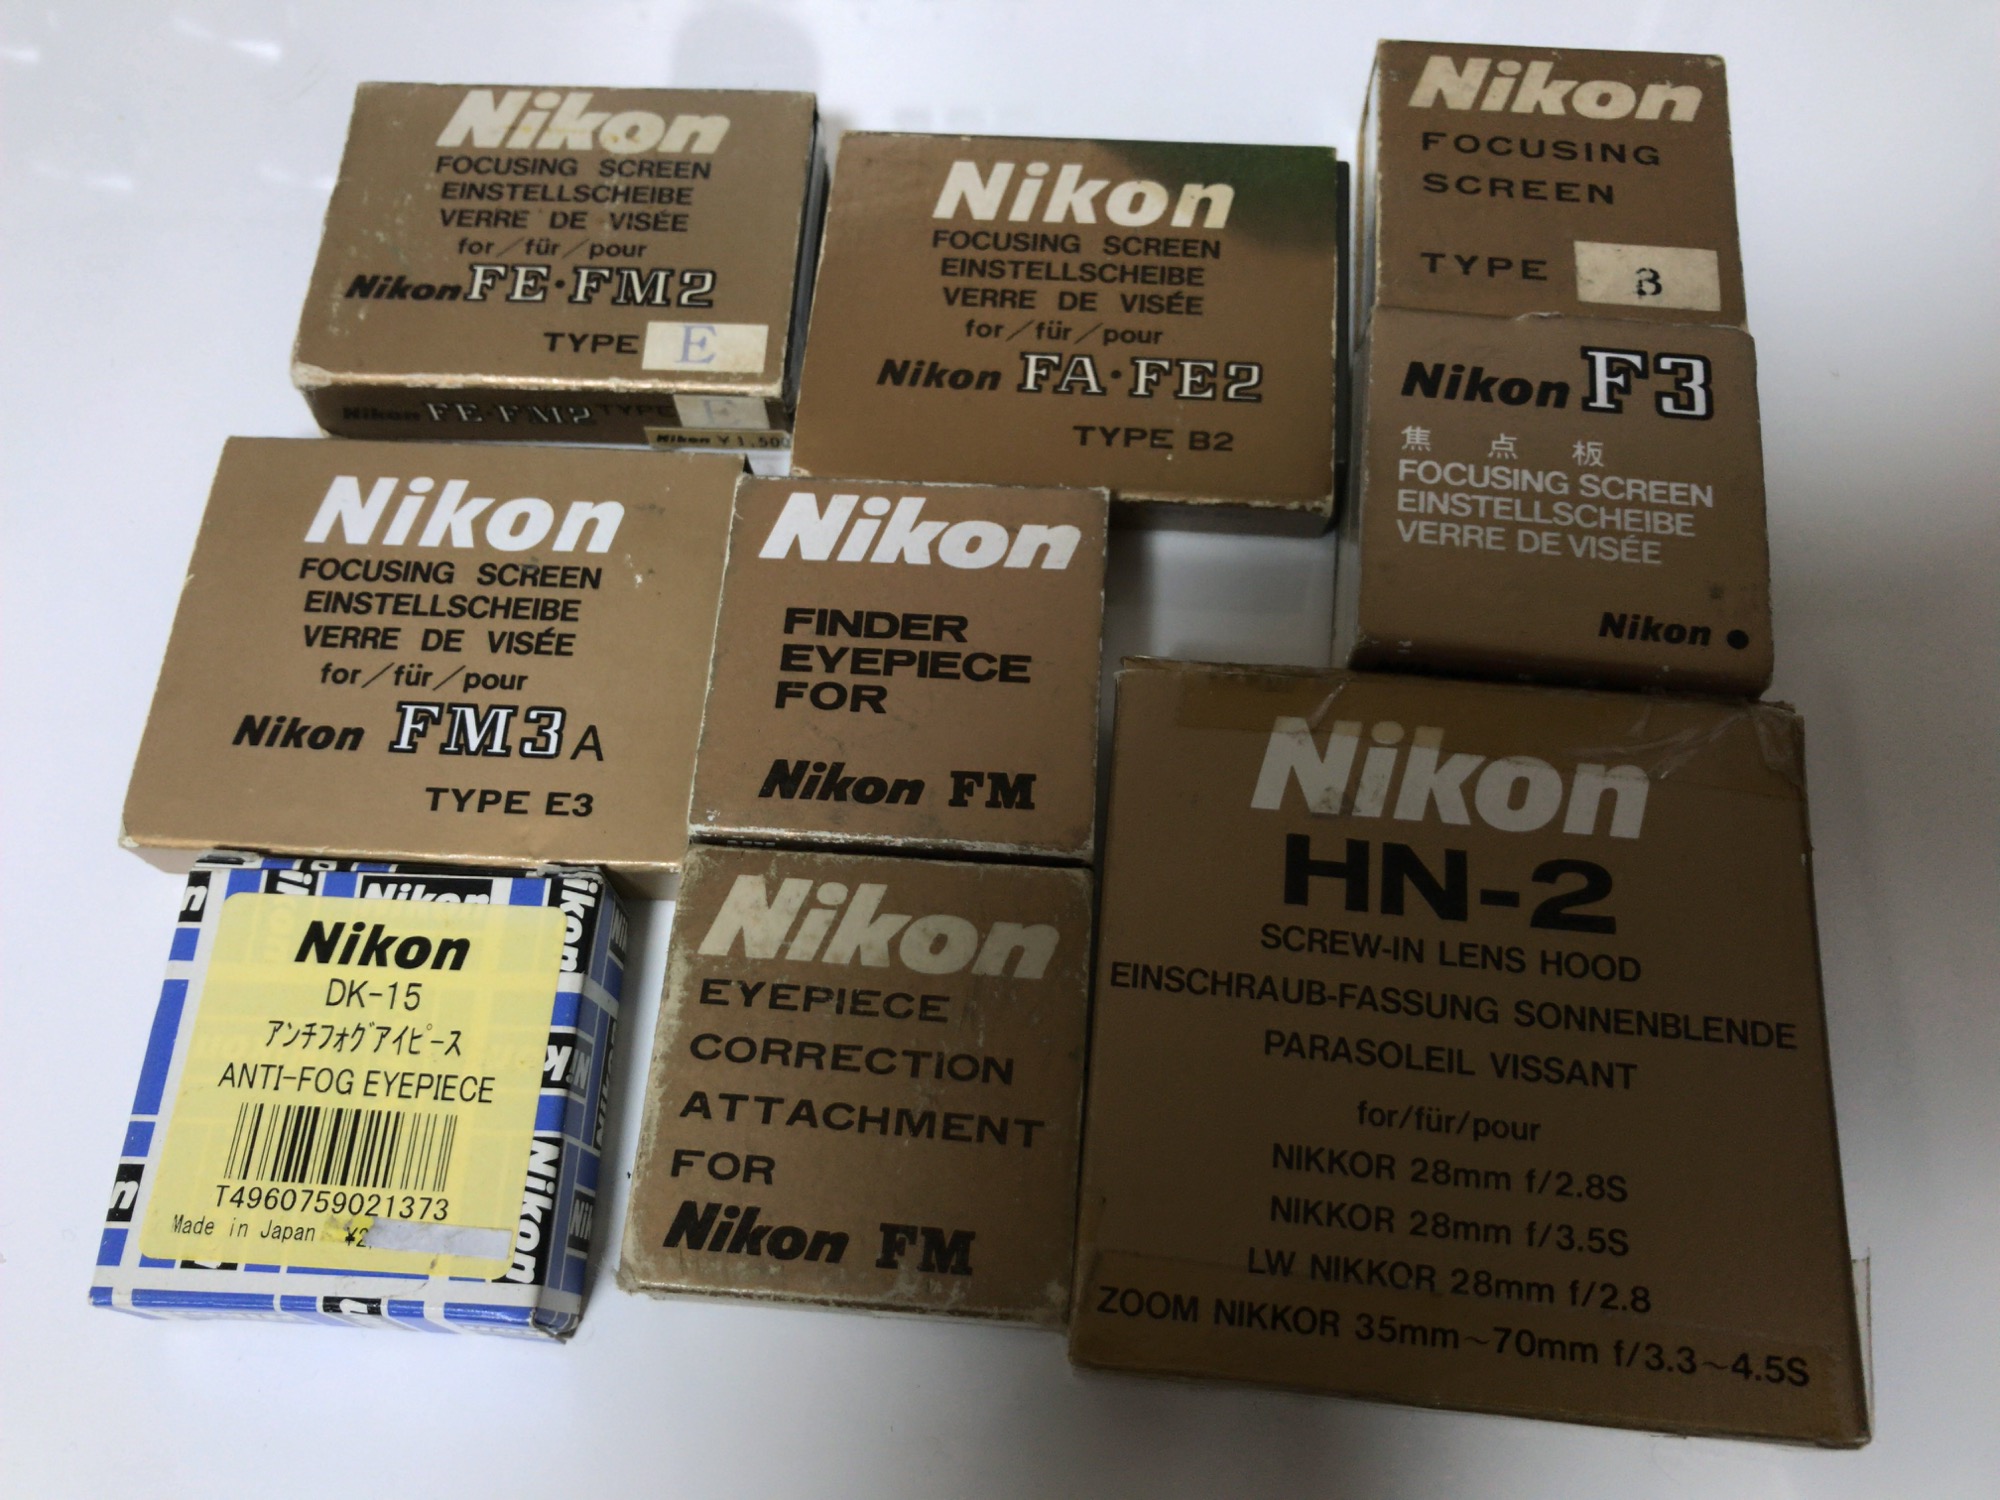 Nikon
FOCUSING SCREEN
EINSTELLSCHEIBE
VERRE DE VISÉE
for/für/pour
Nikon FE·FM2
TYPE E
Nikon FE·FM2 TYPE E
Nikon ¥1,500
Nikon
FOCUSING SCREEN
EINSTELLSCHEIBE
VERRE DE VISÉE
for/für/pour
Nikon FA·FE2
TYPE B2
Nikon
FOCUSING
SCREEN
TYPE B
Nikon F3
焦点板
FOCUSING SCREEN
EINSTELLSCHEIBE
VERRE DE VISÉE
Nikon ●
Nikon
FOCUSING SCREEN
EINSTELLSCHEIBE
VERRE DE VISÉE
for/für/pour
Nikon FM3A
TYPE E3
Nikon
FINDER
EYEPIECE
FOR
Nikon FM
Nikon
HN-2
SCREW-IN LENS HOOD
EINSCHRAUB-FASSUNG SONNENBLENDE
PARASOLEIL VISSANT
for/für/pour
NIKKOR 28mm f/2.8S
NIKKOR 28mm f/3.5S
LW NIKKOR 28mm f/2.8
ZOOM NIKKOR 35mm~70mm f/3.3~4.5S
Nikon
Nikon
DK-15
アンチフォグアイピース
ANTI-FOG EYEPIECE
T4960759021373
Made in Japan ¥2,
Nikon
Nikon
Nikon
EYEPIECE
CORRECTION
ATTACHMENT
FOR
Nikon FM